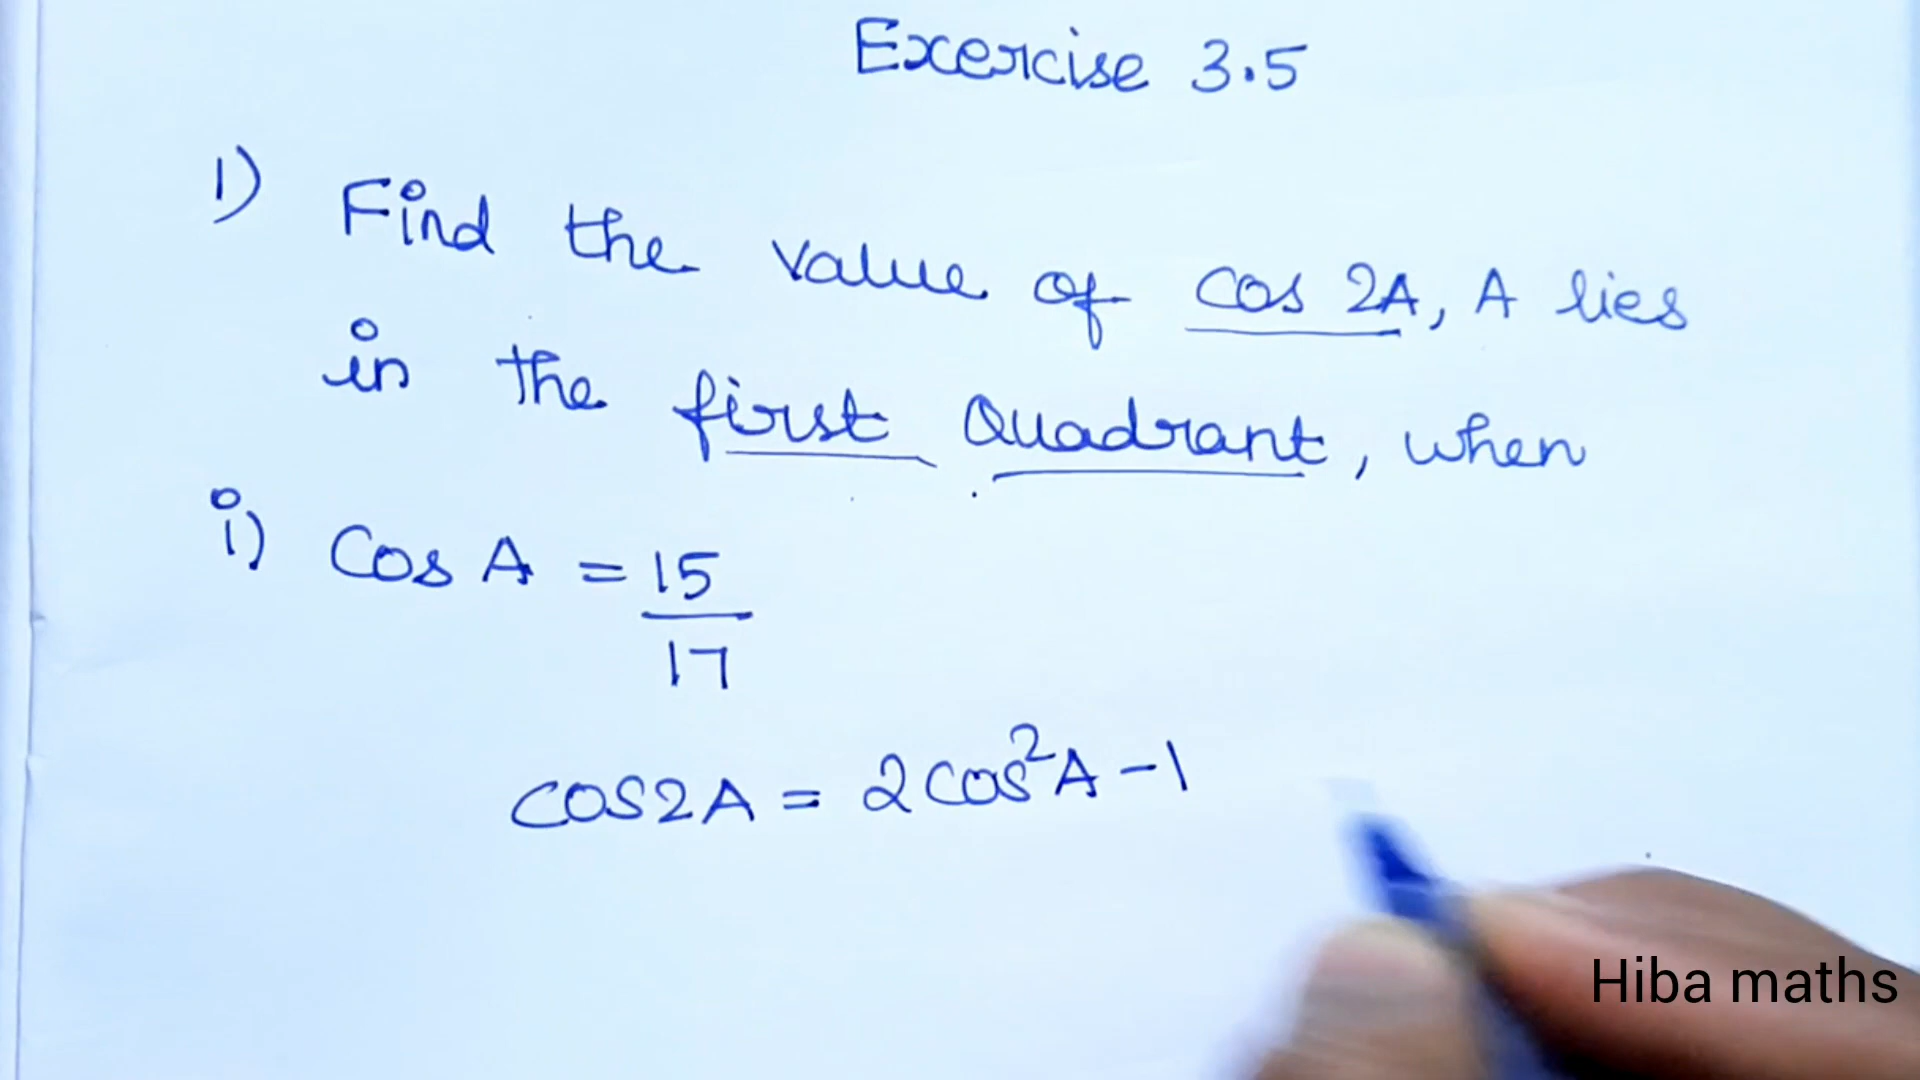 Exercise 3.5
1) Find the value of cos 2A, A lies
in the first Quadrant, when
i) Cos A = 15/17
cos2A = 2cos²A - 1
Hiba maths